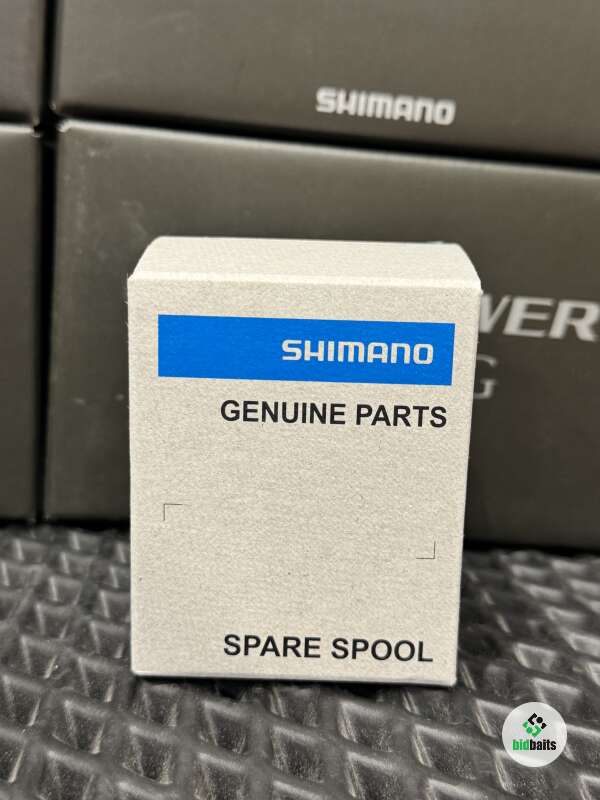 SHIMANO
SHIMANO
GENUINE PARTS
SPARE SPOOL
bidbaits